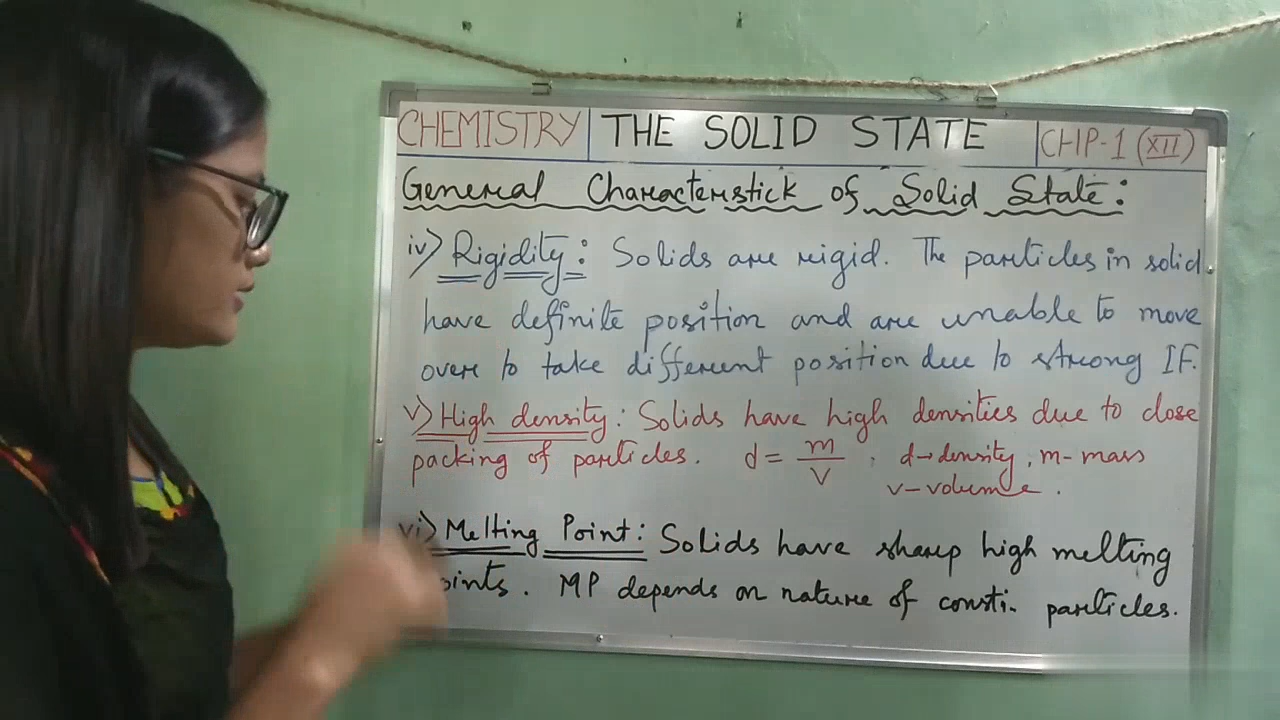 CHEMISTRY THE SOLID STATE CHP-1 (XII)
General Characteristick of Solid State:
iv) Rigidity: Solids are rigid. The particles in solid
have definite position and are unable to move
over to take different position due to strong IF.
v) High density: Solids have high densities due to close
packing of particles. d = m/V, d→density, m-mass
v-volume.
vi) Melting Point: Solids have sharp high melting
oints. MP depends on nature of consti- particles.